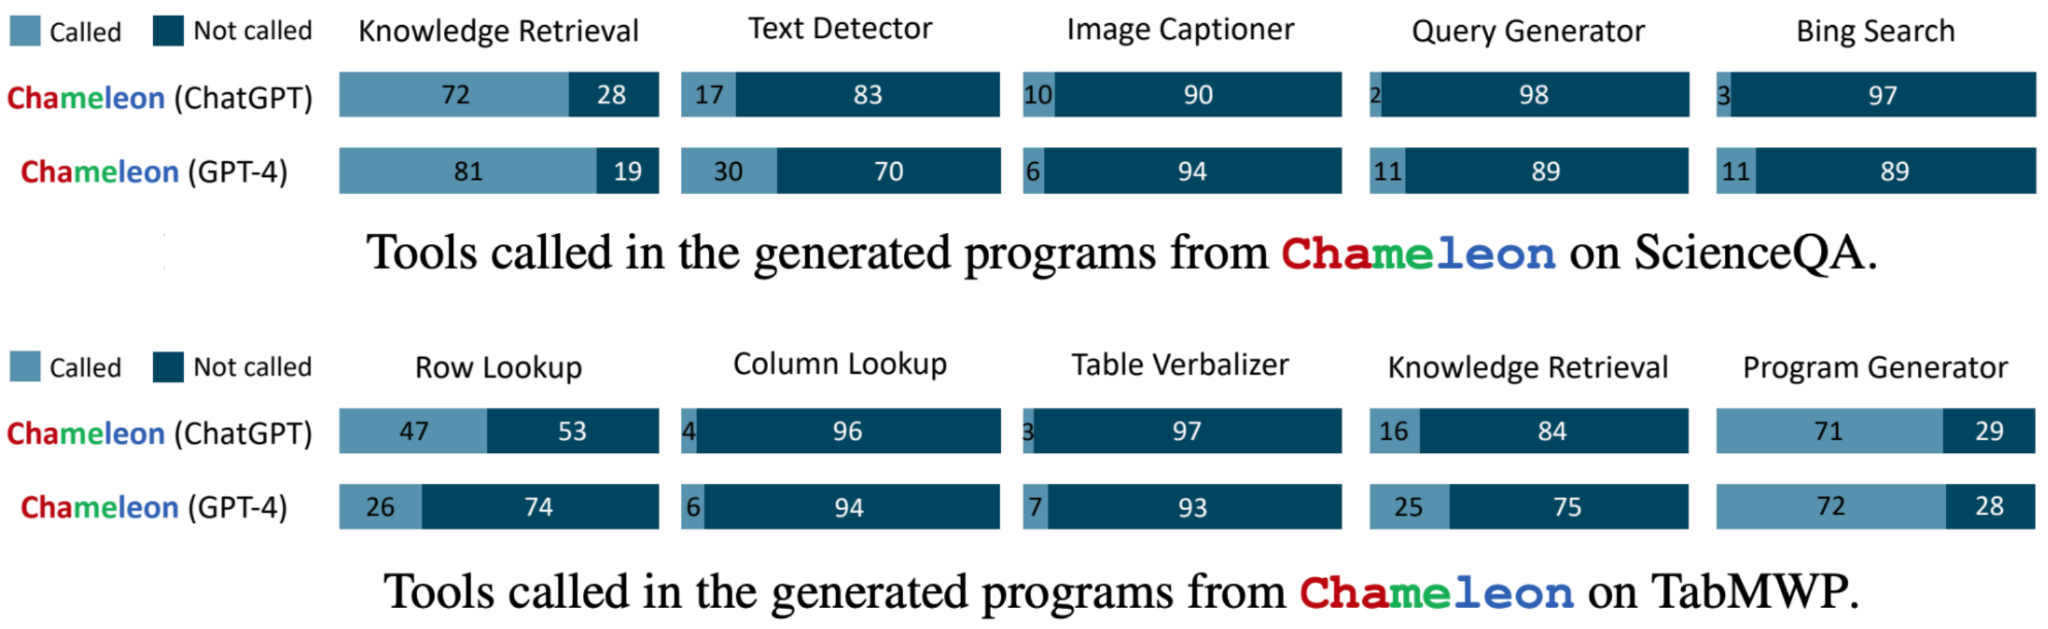 Called Not called Knowledge Retrieval Text Detector Image Captioner Query Generator Bing Search
Chameleon (ChatGPT) 72 28 17 83 10 90 2 98 3 97
Chameleon (GPT-4) 81 19 30 70 6 94 11 89 11 89
Tools called in the generated programs from Chameleon on ScienceQA.
Called Not called Row Lookup Column Lookup Table Verbalizer Knowledge Retrieval Program Generator
Chameleon (ChatGPT) 47 53 4 96 3 97 16 84 71 29
Chameleon (GPT-4) 26 74 6 94 7 93 25 75 72 28
Tools called in the generated programs from Chameleon on TabMWP.